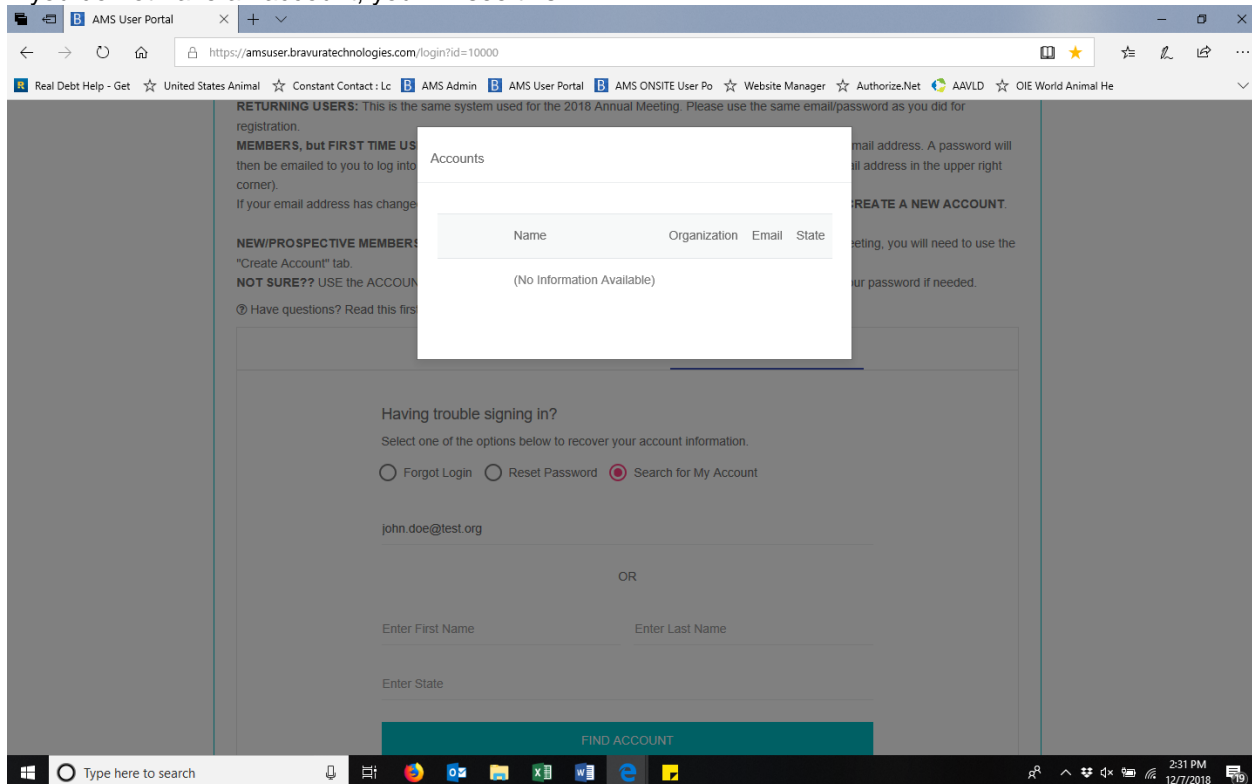 AMS User Portal
https://amsuser.bravuratechnologies.com/login?id=10000
Real Debt Help - Get United States Animal Constant Contact : Lc AMS Admin AMS User Portal AMS ONSITE User Po Website Manager Authorize.Net AAVLD OIE World Animal He
RETURNING USERS: This is the same system used for the 2018 Annual Meeting. Please use the same email/password as you did for
registration.
MEMBERS, but FIRST TIME US mail address. A password will
then be emailed to you to log into ail address in the upper right
corner).
If your email address has change CREATE A NEW ACCOUNT.
NEW/PROSPECTIVE MEMBERS eeting, you will need to use the
"Create Account" tab.
NOT SURE?? USE the ACCOUN ur password if needed.
Have questions? Read this firs
Accounts
Name Organization Email State
(No Information Available)
Having trouble signing in?
Select one of the options below to recover your account information.
Forgot Login Reset Password Search for My Account
john.doe@test.org
OR
Enter First Name Enter Last Name
Enter State
FIND ACCOUNT
Type here to search
2:31 PM
12/7/2018
19